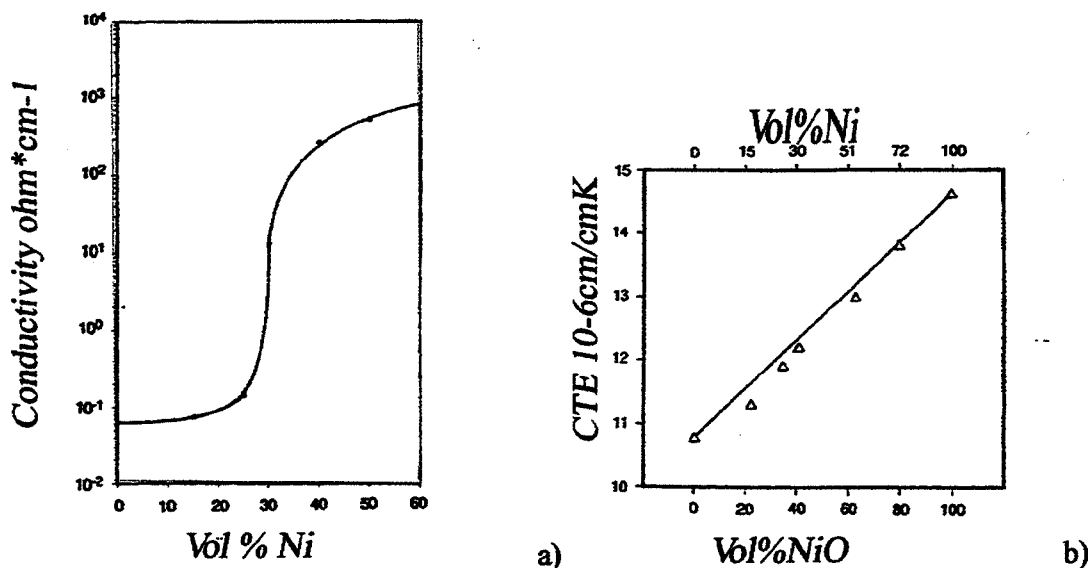 10⁴
10³
10²
10¹
10⁰
10⁻¹
10⁻²
Conductivity ohm*cm-1
0 10 20 30 40 50 60
Vol % Ni
a)
Vol%Ni
0 15 30 51 72 100
15
14
13
12
11
10
CTE 10-6cm/cmK
0 20 40 60 80 100
Vol%NiO
b)